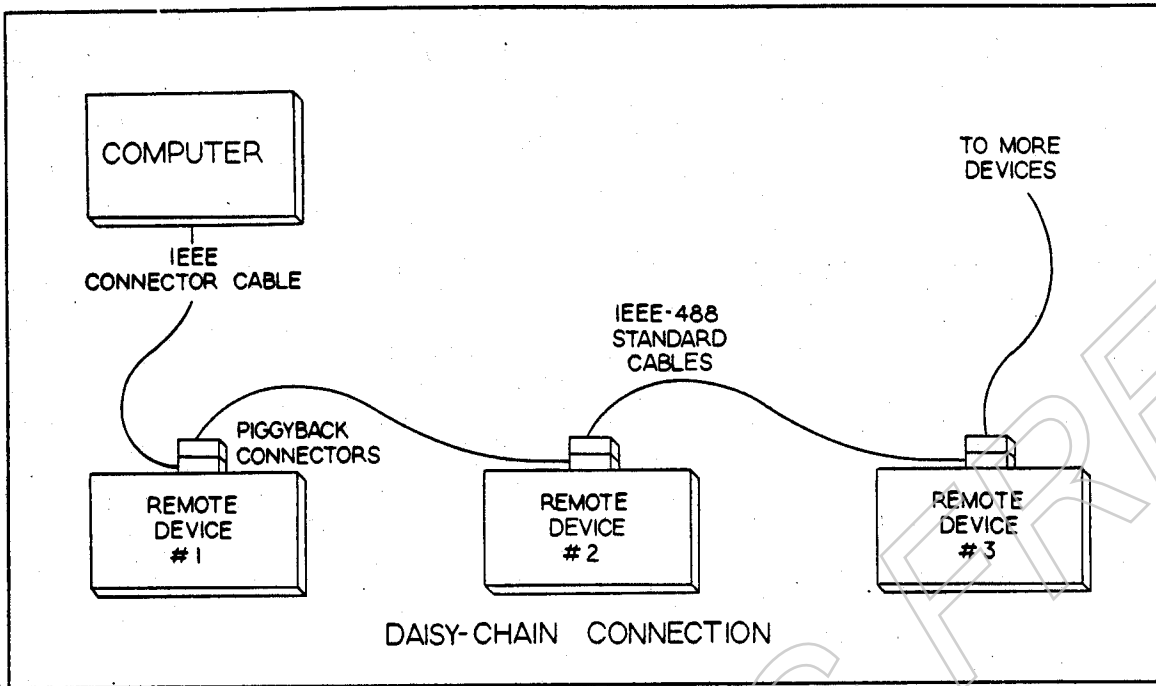 COMPUTER
IEEE
CONNECTOR CABLE
TO MORE
DEVICES
IEEE-488
STANDARD
CABLES
PIGGYBACK
CONNECTORS
REMOTE
DEVICE
#1
REMOTE
DEVICE
#2
REMOTE
DEVICE
#3
DAISY-CHAIN CONNECTION